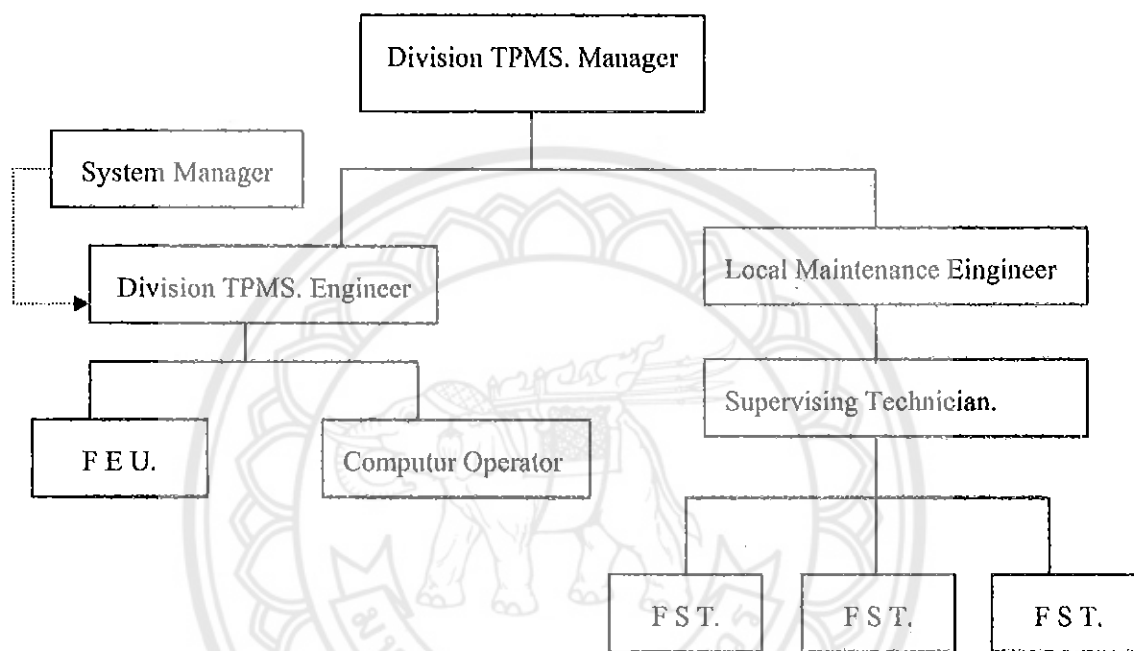 Division TPMS. Manager
System Manager
Division TPMS. Engineer
Local Maintenance Eingineer
Supervising Technician.
F E U.
Computur Operator
F S T.
F S T.
F S T.